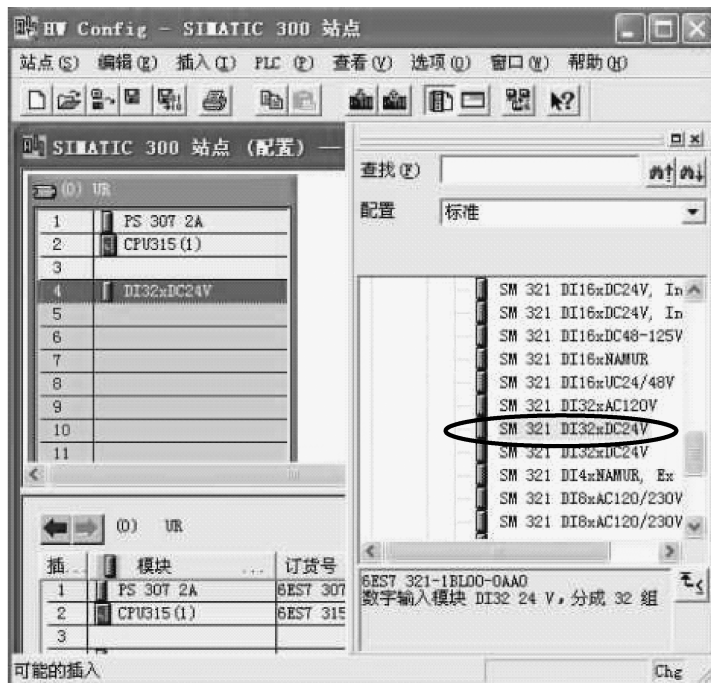 HW Config - SIMATIC 300 站点
站点(S) 编辑(E) 插入(I) PLC (P) 查看(V) 选项(O) 窗口(W) 帮助(H)
SIMATIC 300 站点 (配置) —
(0) UR
1 PS 307 2A
2 CPU315(1)
3
4 DI32xDC24V
5
6
7
8
9
10
11
查找(F)
配置 标准
SM 321 DI16xDC24V, In
SM 321 DI16xDC24V, In
SM 321 DI16xDC48-125V
SM 321 DI16xNAMUR
SM 321 DI16xUC24/48V
SM 321 DI32xAC120V
SM 321 DI32xDC24V
SM 321 DI32xDC24V
SM 321 DI4xNAMUR, Ex
SM 321 DI8xAC120/230V
SM 321 DI8xAC120/230V
(0) UR
插... 模块 ... 订货号
1 PS 307 2A 6ES7 307
2 CPU315(1) 6ES7 315
3
6ES7 321-1BL00-0AA0
数字输入模块 DI32 24 V，分成 32 组
可能的插入 Chg